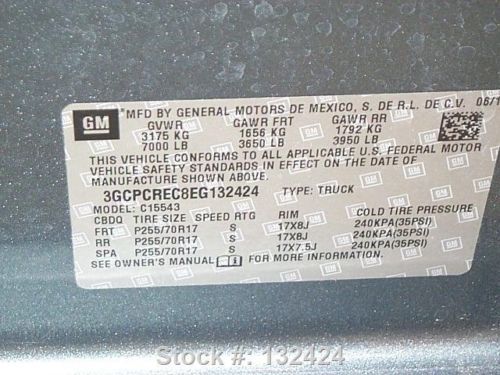 GM
MFD BY GENERAL MOTORS DE MEXICO, S. DE R.L. DE C.V. 06/1
GVWR GAWR FRT GAWR RR
3175 KG 1656 KG 1792 KG
7000 LB 3650 LB 3950 LB
THIS VEHICLE CONFORMS TO ALL APPLICABLE U.S. FEDERAL MOTOR
VEHICLE SAFETY STANDARDS IN EFFECT ON THE DATE OF
MANUFACTURE SHOWN ABOVE.
3GCPCREC8EG132424 TYPE: TRUCK
MODEL: C15543
CBDQ TIRE SIZE SPEED RTG RIM COLD TIRE PRESSURE
FRT P255/70R17 S 17X8J 240KPA(35PSI)
RR P255/70R17 S 17X8J 240KPA(35PSI)
SPA P255/70R17 S 17X7.5J 240KPA(35PSI)
SEE OWNER'S MANUAL FOR MORE INFORMATION.
Stock #: 132424